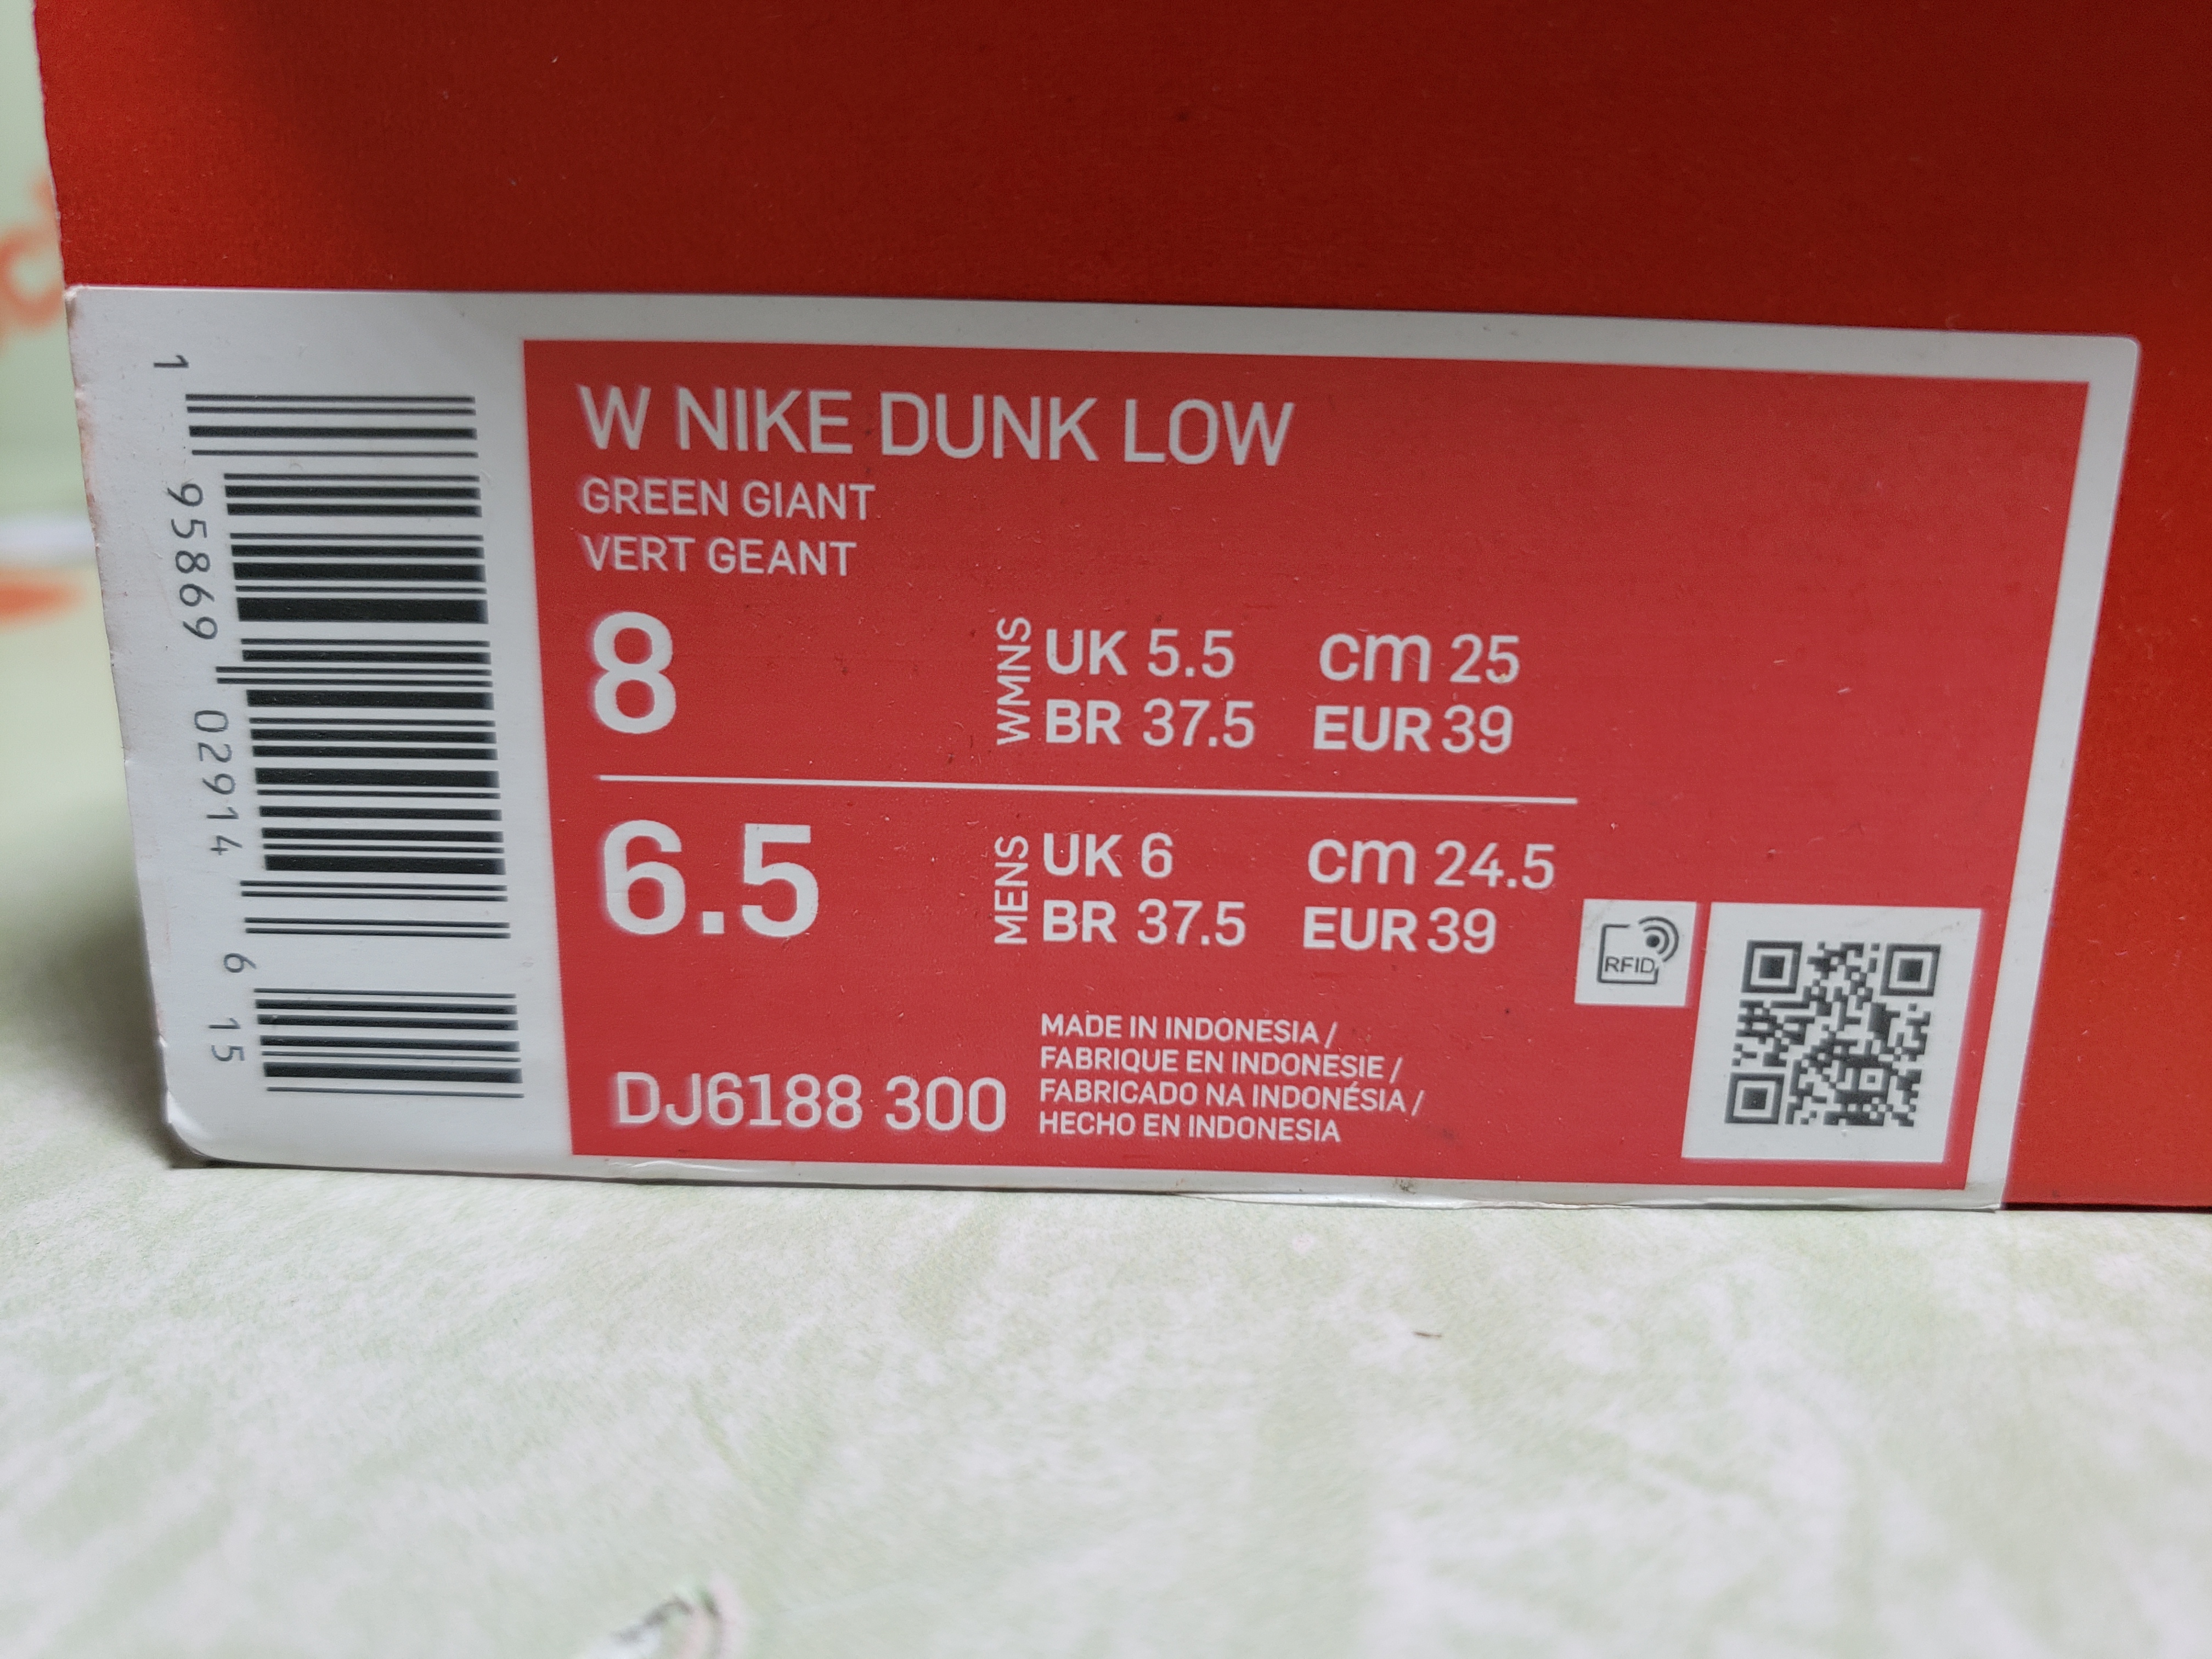 W NIKE DUNK LOW
GREEN GIANT
VERT GEANT
8
WMNS
UK 5.5 cm 25
BR 37.5 EUR 39
6.5
MENS
UK 6 cm 24.5
BR 37.5 EUR 39
RFID
DJ6188 300
MADE IN INDONESIA /
FABRIQUE EN INDONESIE /
FABRICADO NA INDONÉSIA /
HECHO EN INDONESIA
1 95869 02914 6 15